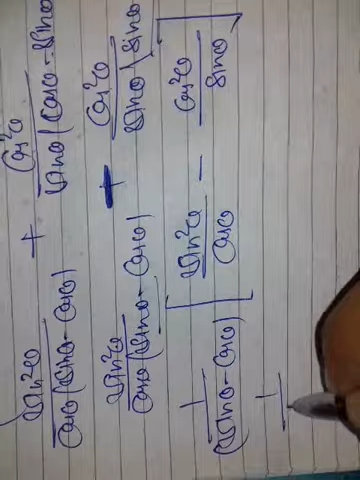 sin²θ / cosθ(sinθ - cosθ) + cos²θ / sinθ(cosθ - sinθ
sin²θ / cosθ(sinθ - cosθ) + cos²θ / sinθ(sinθ
1 / (sinθ - cosθ) [ sin²θ / cosθ - cos²θ / sinθ ]
1